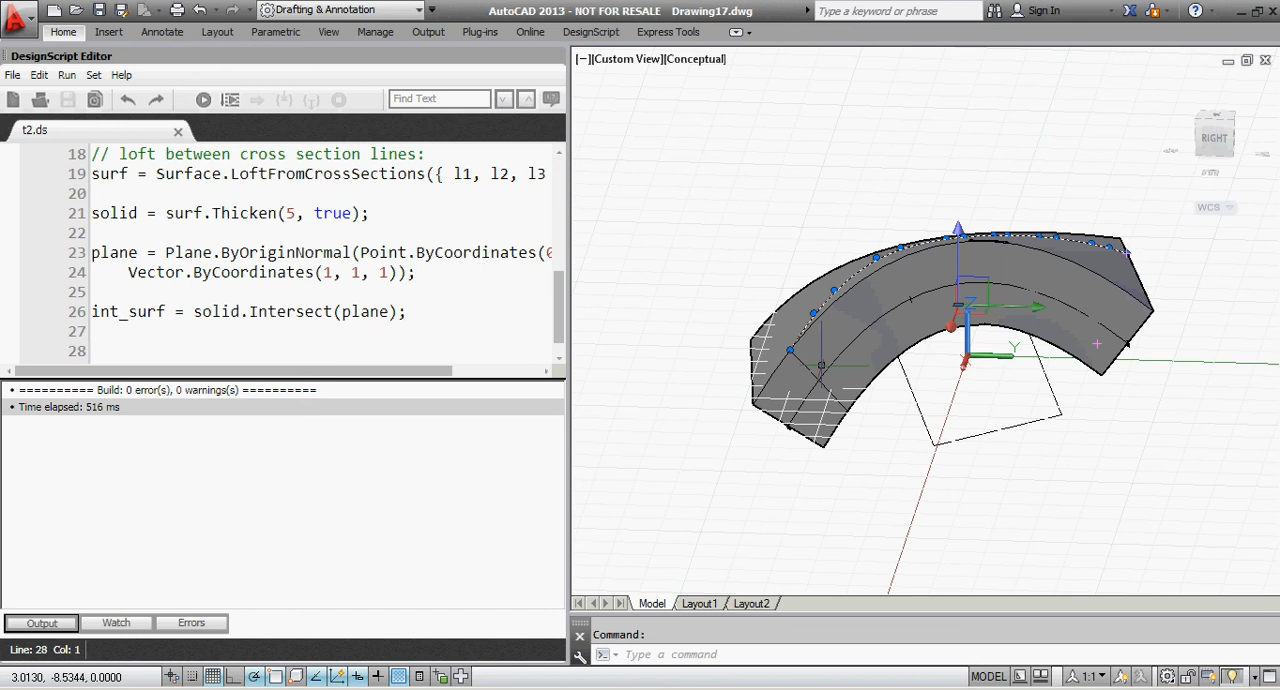 Drafting & Annotation
AutoCAD 2013 - NOT FOR RESALE Drawing17.dwg
Type a keyword or phrase
Sign In
Home Insert Annotate Layout Parametric View Manage Output Plug-ins Online DesignScript Express Tools
DesignScript Editor
File Edit Run Set Help
Find Text
t2.ds
18 // loft between cross section lines:
19 surf = Surface.LoftFromCrossSections({ l1, l2, l3
20
21 solid = surf.Thicken(5, true);
22
23 plane = Plane.ByOriginNormal(Point.ByCoordinates(0
24 Vector.ByCoordinates(1, 1, 1));
25
26 int_surf = solid.Intersect(plane);
27
28
• ========== Build: 0 error(s), 0 warnings(s) ==========
• Time elapsed: 516 ms
Output Watch Errors
Line: 28 Col: 1
[−][Custom View][Conceptual]
RIGHT
WCS
Z
Y
Model Layout1 Layout2
Command:
Type a command
3.0130, -8.5344, 0.0000
MODEL
1:1